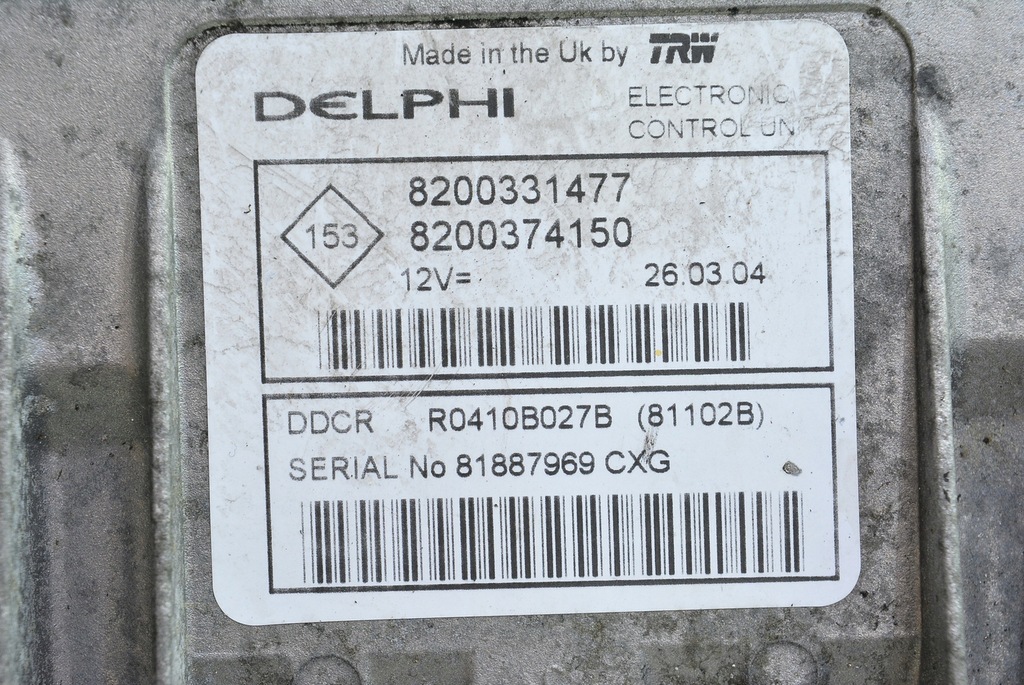 Made in the Uk by TRW
DELPHI
ELECTRONIC
CONTROL UNIT
153
8200331477
8200374150
12V= 26.03.04
DDCR R0410B027B (81102B)
SERIAL No 81887969 CXG